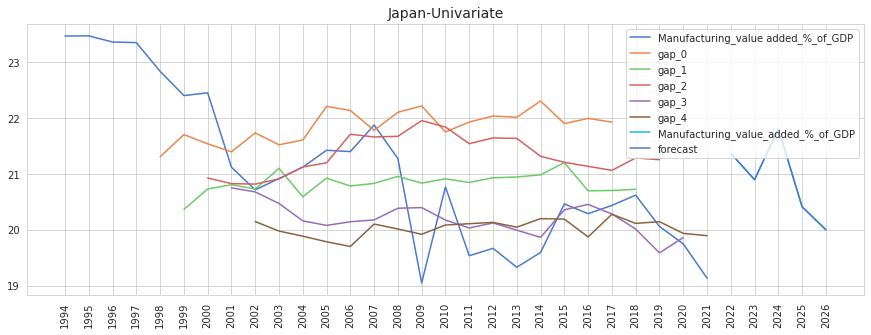 Japan-Univariate
Manufacturing_value added_%_of_GDP
gap_0
gap_1
gap_2
gap_3
gap_4
Manufacturing_value_added_%_of_GDP
forecast
23
22
21
20
19
1994 1995 1996 1997 1998 1999 2000 2001 2002 2003 2004 2005 2006 2007 2008 2009 2010 2011 2012 2013 2014 2015 2016 2017 2018 2019 2020 2021 2022 2023 2024 2025 2026